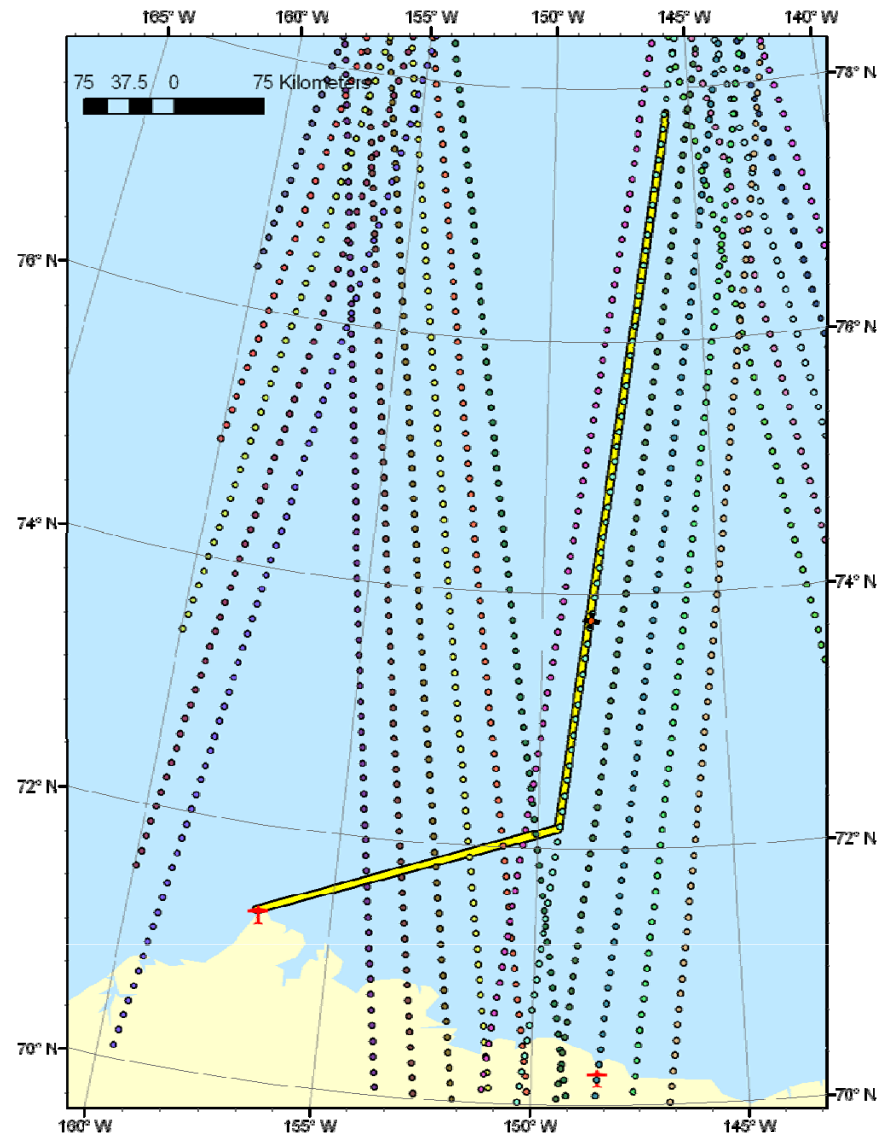 165° W 160° W 155° W 150° W 145° W 140° W
75 37.5 0 75 Kilometers
78° N
76° N
76° N
74° N
74° N
72° N
72° N
70° N
70° N
160° W 155° W 150° W 145° W